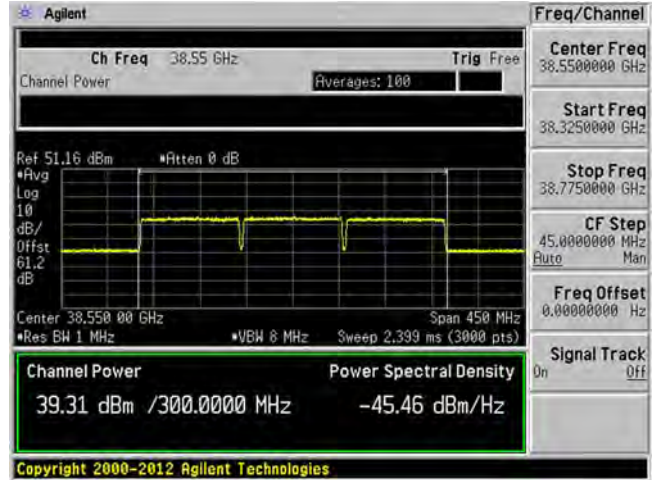 Agilent
Freq/Channel
Ch Freq 38.55 GHz Trig Free
Channel Power Averages: 100
Center Freq
38.5500000 GHz
Start Freq
38.3250000 GHz
Stop Freq
38.7750000 GHz
CF Step
45.0000000 MHz
Auto Man
Freq Offset
0.00000000 Hz
Signal Track
On Off
Ref 51.16 dBm #Atten 0 dB
#Avg
Log
10
dB/
Offst
61.2
dB
Center 38.550 00 GHz Span 450 MHz
#Res BW 1 MHz #VBW 8 MHz Sweep 2.399 ms (3000 pts)
Channel Power Power Spectral Density
39.31 dBm /300.0000 MHz -45.46 dBm/Hz
Copyright 2000-2012 Agilent Technologies